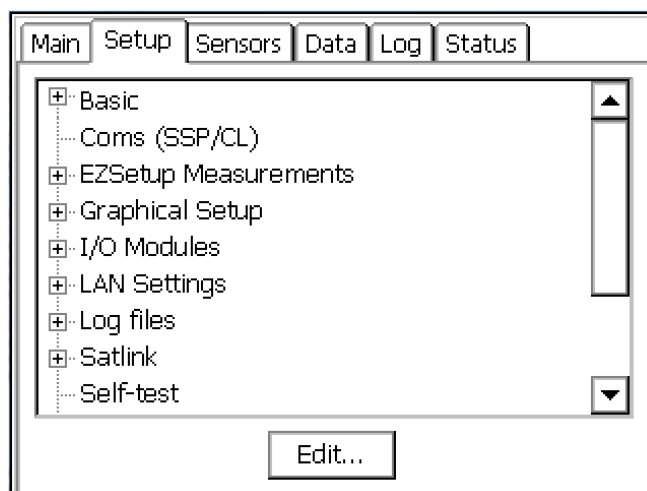 Main Setup Sensors Data Log Status
Basic
Coms (SSP/CL)
EZSetup Measurements
Graphical Setup
I/O Modules
LAN Settings
Log files
Satlink
Self-test
Edit...